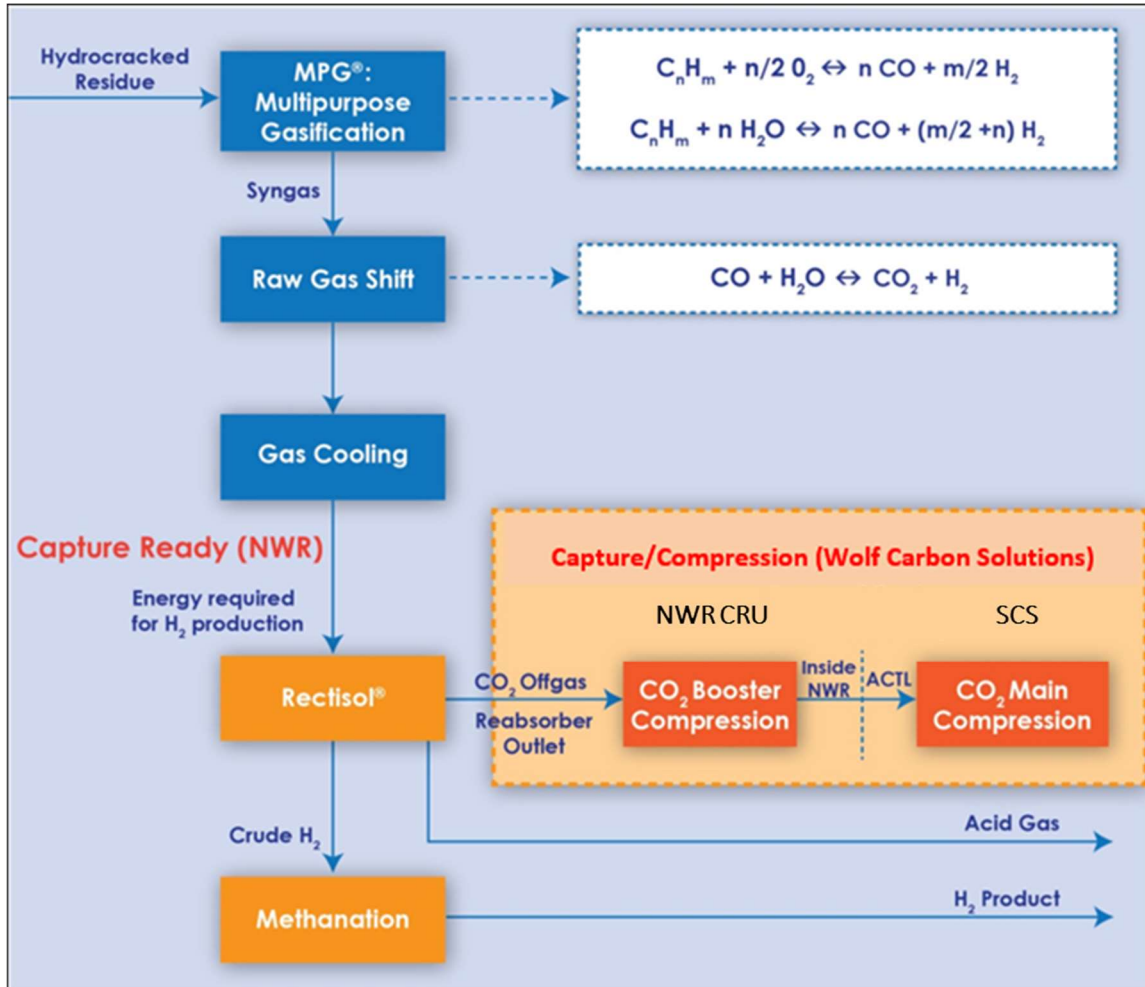 Hydrocracked
Residue
MPG®:
Multipurpose
Gasification
CₙHₘ + n/2 0₂ ↔ n CO + m/2 H₂
CₙHₘ + n H₂O ↔ n CO + (m/2 +n) H₂
Syngas
Raw Gas Shift
CO + H₂O ↔ CO₂ + H₂
Gas Cooling
Capture Ready (NWR)
Energy required
for H₂ production
Capture/Compression (Wolf Carbon Solutions)
NWR CRU
SCS
Rectisol®
CO₂ Offgas
Reabsorber
Outlet
CO₂ Booster
Compression
Inside
NWR
ACTL
CO₂ Main
Compression
Acid Gas
Crude H₂
Methanation
H₂ Product